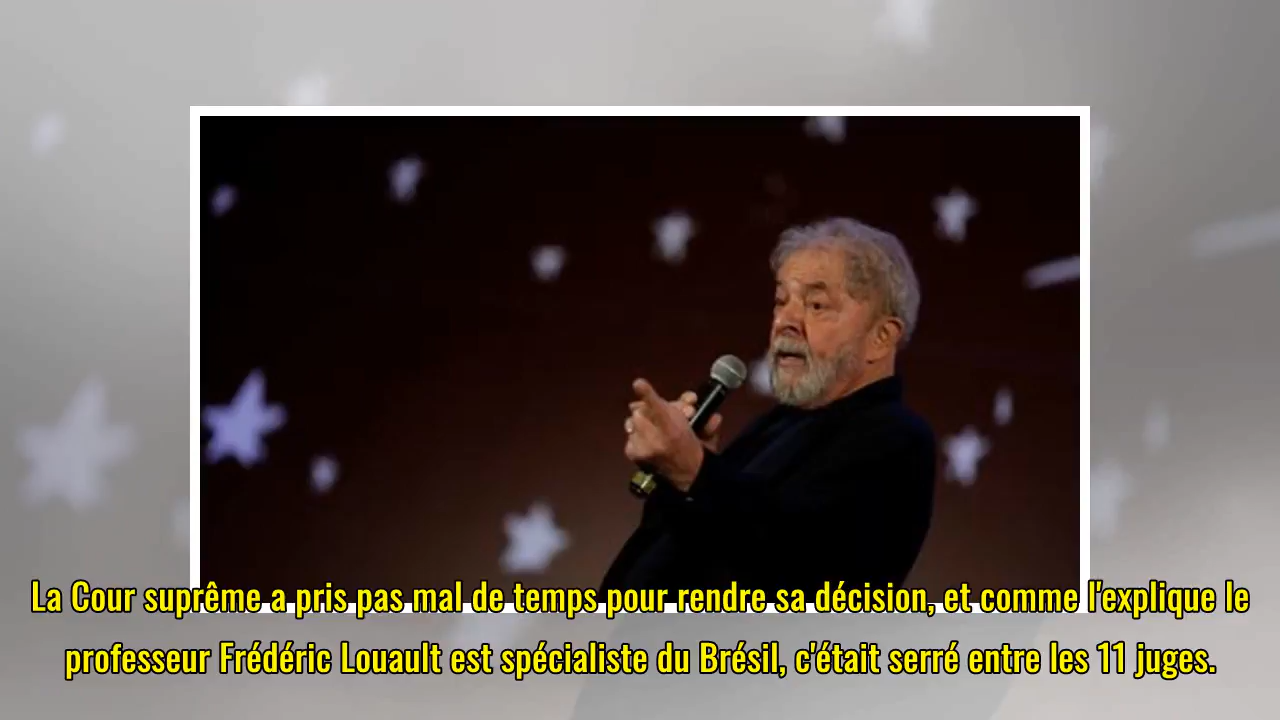 La Cour suprême a pris pas mal de temps pour rendre sa décision, et comme l'explique le
professeur Frédéric Louault est spécialiste du Brésil, c'était serré entre les 11 juges.